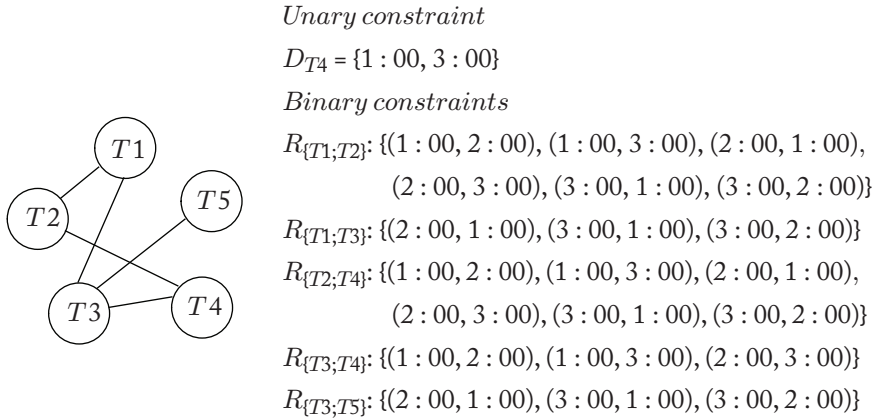 Unary constraint
D_T4 = {1 : 00, 3 : 00}
Binary constraints
R_{T1;T2}: {(1 : 00, 2 : 00), (1 : 00, 3 : 00), (2 : 00, 1 : 00),
(2 : 00, 3 : 00), (3 : 00, 1 : 00), (3 : 00, 2 : 00)}
R_{T1;T3}: {(2 : 00, 1 : 00), (3 : 00, 1 : 00), (3 : 00, 2 : 00)}
R_{T2;T4}: {(1 : 00, 2 : 00), (1 : 00, 3 : 00), (2 : 00, 1 : 00),
(2 : 00, 3 : 00), (3 : 00, 1 : 00), (3 : 00, 2 : 00)}
R_{T3;T4}: {(1 : 00, 2 : 00), (1 : 00, 3 : 00), (2 : 00, 3 : 00)}
R_{T3;T5}: {(2 : 00, 1 : 00), (3 : 00, 1 : 00), (3 : 00, 2 : 00)}
T1
T5
T2
T3
T4